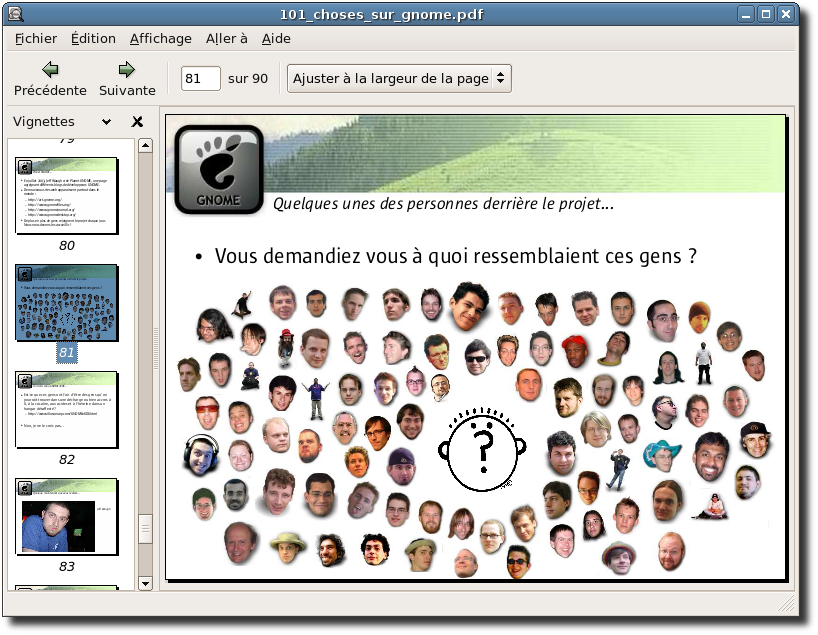 101_choses_sur_gnome.pdf
Fichier Édition Affichage Aller à Aide
Précédente Suivante
81 sur 90
Ajuster à la largeur de la page
Vignettes
79
80
81
82
83
GNOME
Quelques unes des personnes derrière le projet...
• Vous demandiez vous à quoi ressemblaient ces gens ?
?